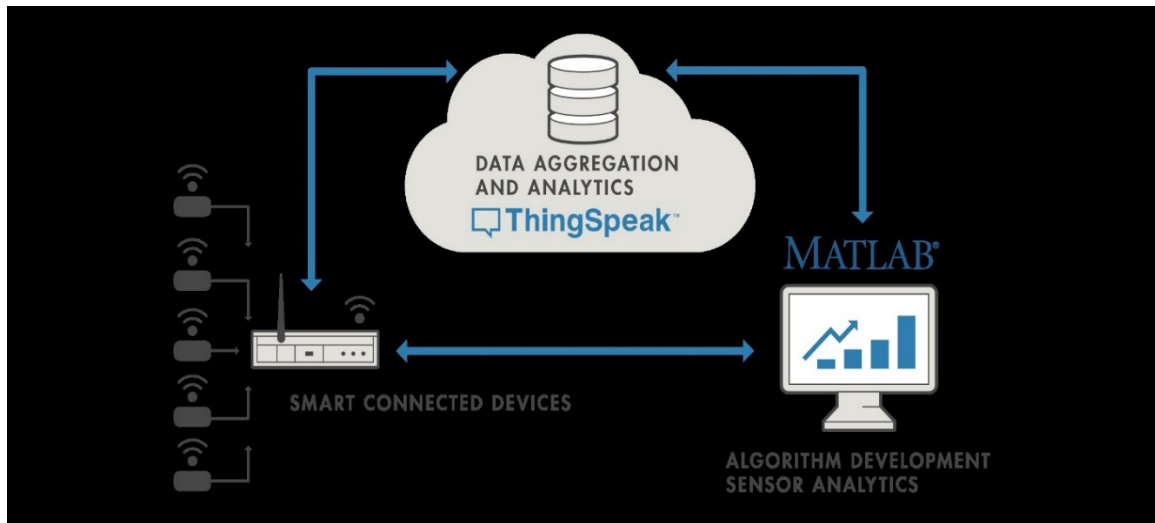 DATA AGGREGATION
AND ANALYTICS
ThingSpeak™
MATLAB®
SMART CONNECTED DEVICES
ALGORITHM DEVELOPMENT
SENSOR ANALYTICS